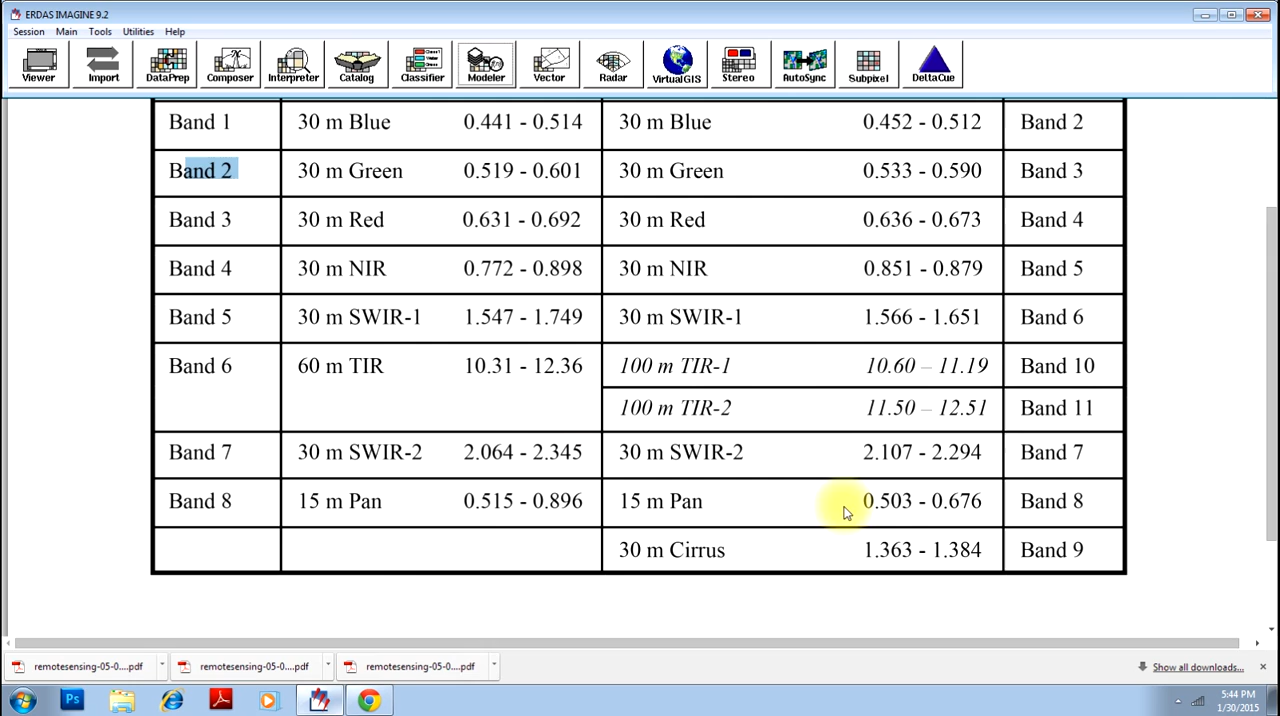 ERDAS IMAGINE 9.2
Session Main Tools Utilities Help
Viewer Import DataPrep Composer Interpreter Catalog Classifier Modeler Vector Radar VirtualGIS Stereo AutoSync Subpixel DeltaCue
Band 1 30 m Blue 0.441 - 0.514 30 m Blue 0.452 - 0.512 Band 2
Band 2 30 m Green 0.519 - 0.601 30 m Green 0.533 - 0.590 Band 3
Band 3 30 m Red 0.631 - 0.692 30 m Red 0.636 - 0.673 Band 4
Band 4 30 m NIR 0.772 - 0.898 30 m NIR 0.851 - 0.879 Band 5
Band 5 30 m SWIR-1 1.547 - 1.749 30 m SWIR-1 1.566 - 1.651 Band 6
Band 6 60 m TIR 10.31 - 12.36 100 m TIR-1 10.60 – 11.19 Band 10
100 m TIR-2 11.50 – 12.51 Band 11
Band 7 30 m SWIR-2 2.064 - 2.345 30 m SWIR-2 2.107 - 2.294 Band 7
Band 8 15 m Pan 0.515 - 0.896 15 m Pan 0.503 - 0.676 Band 8
30 m Cirrus 1.363 - 1.384 Band 9
remotesensing-05-0....pdf remotesensing-05-0....pdf remotesensing-05-0....pdf Show all downloads...
Ps 5:44 PM
1/30/2015